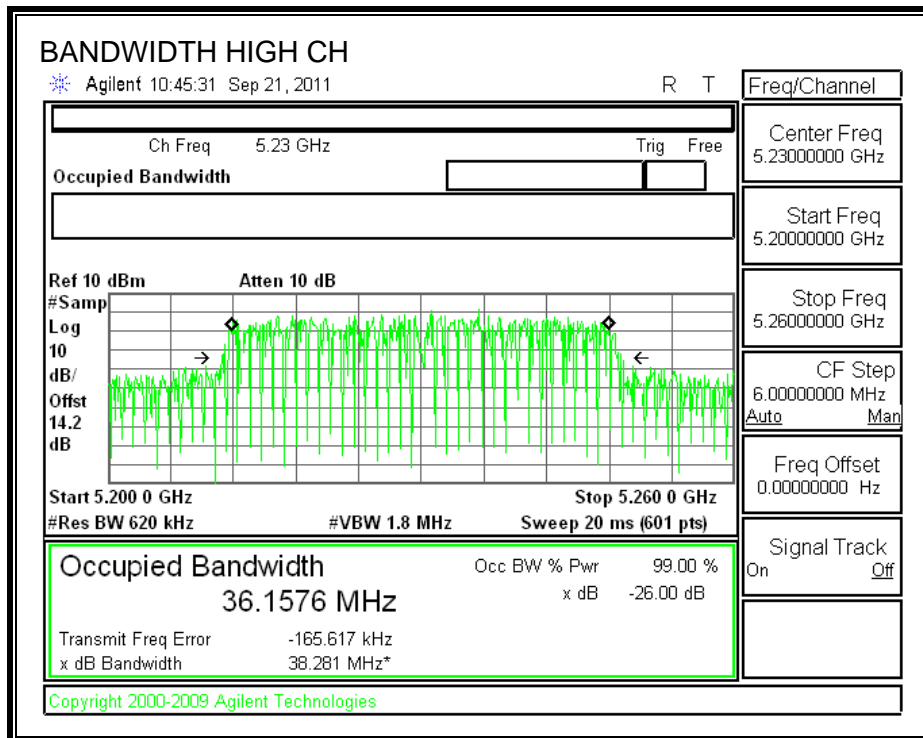 BANDWIDTH HIGH CH
Agilent 10:45:31 Sep 21, 2011 R T
Ch Freq 5.23 GHz Trig Free
Occupied Bandwidth
Ref 10 dBm Atten 10 dB
#Samp
Log
10
dB/
Offst
14.2
dB
Start 5.200 0 GHz Stop 5.260 0 GHz
#Res BW 620 kHz #VBW 1.8 MHz Sweep 20 ms (601 pts)
Occupied Bandwidth Occ BW % Pwr 99.00 %
36.1576 MHz x dB -26.00 dB
Transmit Freq Error -165.617 kHz
x dB Bandwidth 38.281 MHz*
Copyright 2000-2009 Agilent Technologies
Freq/Channel
Center Freq
5.23000000 GHz
Start Freq
5.20000000 GHz
Stop Freq
5.26000000 GHz
CF Step
6.00000000 MHz
Auto Man
Freq Offset
0.00000000 Hz
Signal Track
On Off